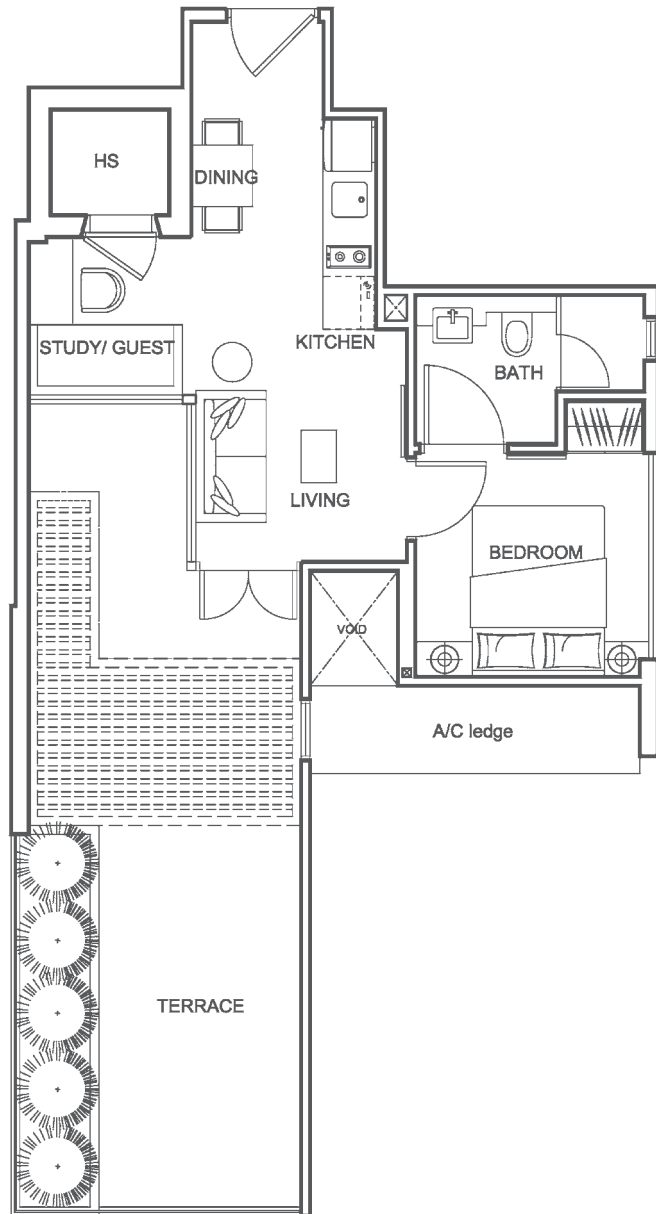 HS
DINING
STUDY/ GUEST
KITCHEN
BATH
LIVING
BEDROOM
VOID
A/C ledge
TERRACE